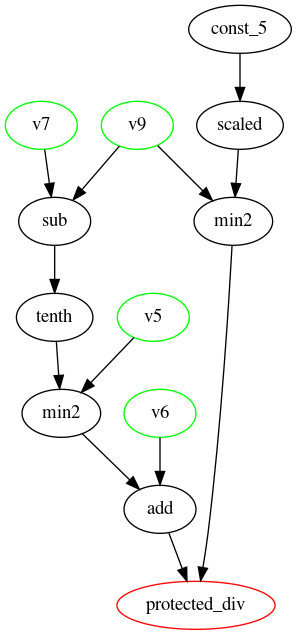 const_5
v7
v9
scaled
sub
min2
tenth
v5
min2
v6
add
protected_div